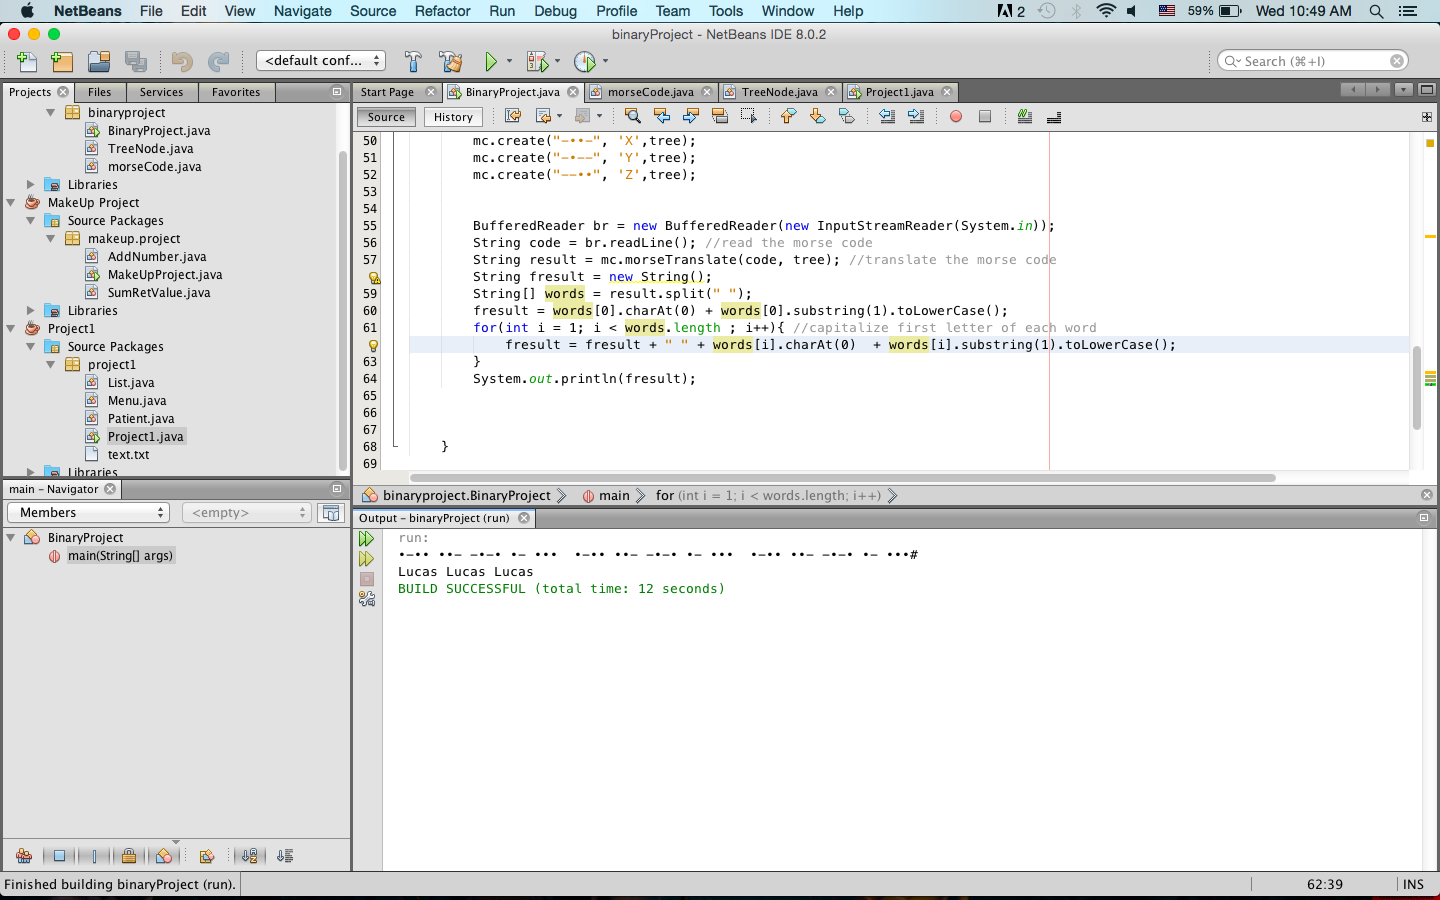 NetBeans File Edit View Navigate Source Refactor Run Debug Profile Team Tools Window Help 2 59% Wed 10:49 AM
binaryProject - NetBeans IDE 8.0.2
<default conf... Search (⌘+I)
Projects Files Services Favorites
binaryproject
BinaryProject.java
TreeNode.java
morseCode.java
Libraries
MakeUp Project
Source Packages
makeup.project
AddNumber.java
MakeUpProject.java
SumRetValue.java
Libraries
Project1
Source Packages
project1
List.java
Menu.java
Patient.java
Project1.java
text.txt
Libraries
Start Page BinaryProject.java morseCode.java TreeNode.java Project1.java
Source History
50 mc.create("–••–", 'X',tree);
51 mc.create("–•––", 'Y',tree);
52 mc.create("––••", 'Z',tree);
53
54
55 BufferedReader br = new BufferedReader(new InputStreamReader(System.in));
56 String code = br.readLine(); //read the morse code
57 String result = mc.morseTranslate(code, tree); //translate the morse code
String fresult = new String();
59 String[] words = result.split(" ");
60 fresult = words[0].charAt(0) + words[0].substring(1).toLowerCase();
61 for(int i = 1; i < words.length ; i++){ //capitalize first letter of each word
fresult = fresult + " " + words[i].charAt(0)  + words[i].substring(1).toLowerCase();
63 }
64 System.out.println(fresult);
65
66
67
68 }
69
binaryproject.BinaryProject main for (int i = 1; i < words.length; i++)
main - Navigator
Members <empty>
BinaryProject
main(String[] args)
Output - binaryProject (run)
run:
•–•• ••– –•–• •– •••  •–•• ••– –•–• •– •••  •–•• ••– –•–• •– •••#
Lucas Lucas Lucas
BUILD SUCCESSFUL (total time: 12 seconds)
Finished building binaryProject (run). 62:39 INS